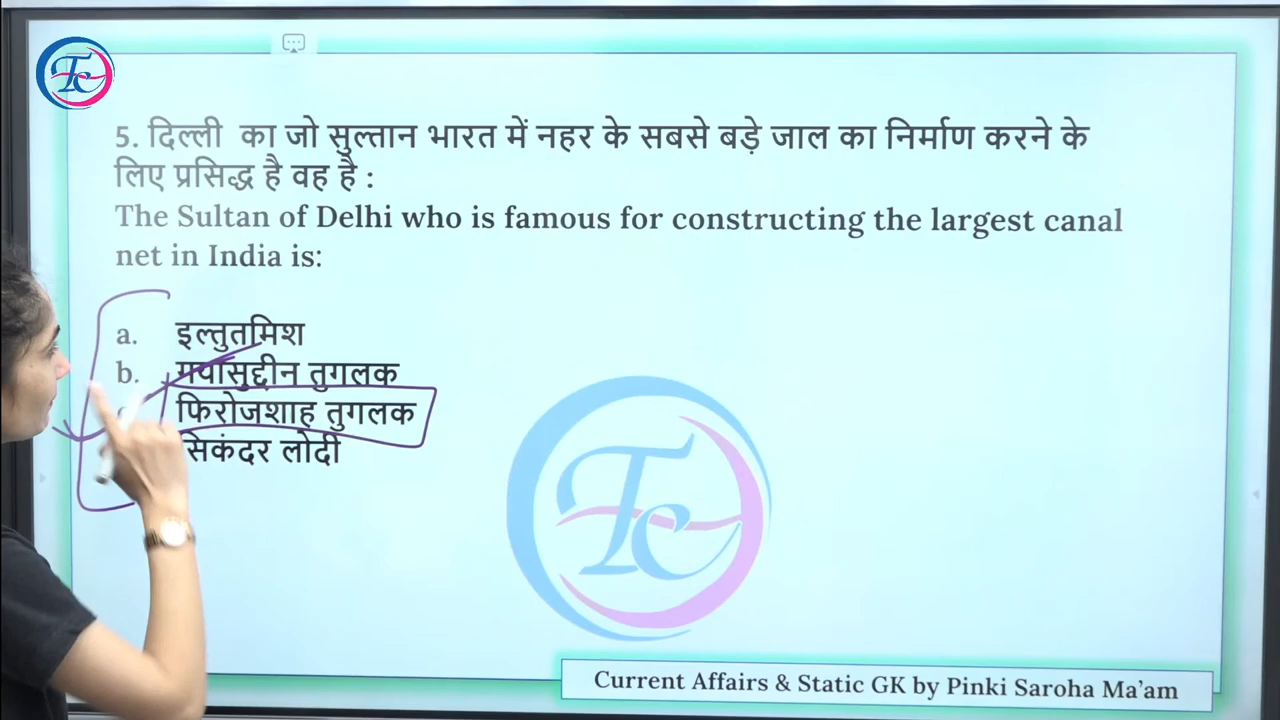 Tc
5. दिल्ली का जो सुल्तान भारत में नहर के सबसे बड़े जाल का निर्माण करने के
लिए प्रसिद्ध है वह है :
The Sultan of Delhi who is famous for constructing the largest canal
net in India is:
a. इल्तुतमिश
b. गयासुद्दीन तुगलक
फिरोजशाह तुगलक
सिकंदर लोदी
Tc
Current Affairs & Static GK by Pinki Saroha Ma'am